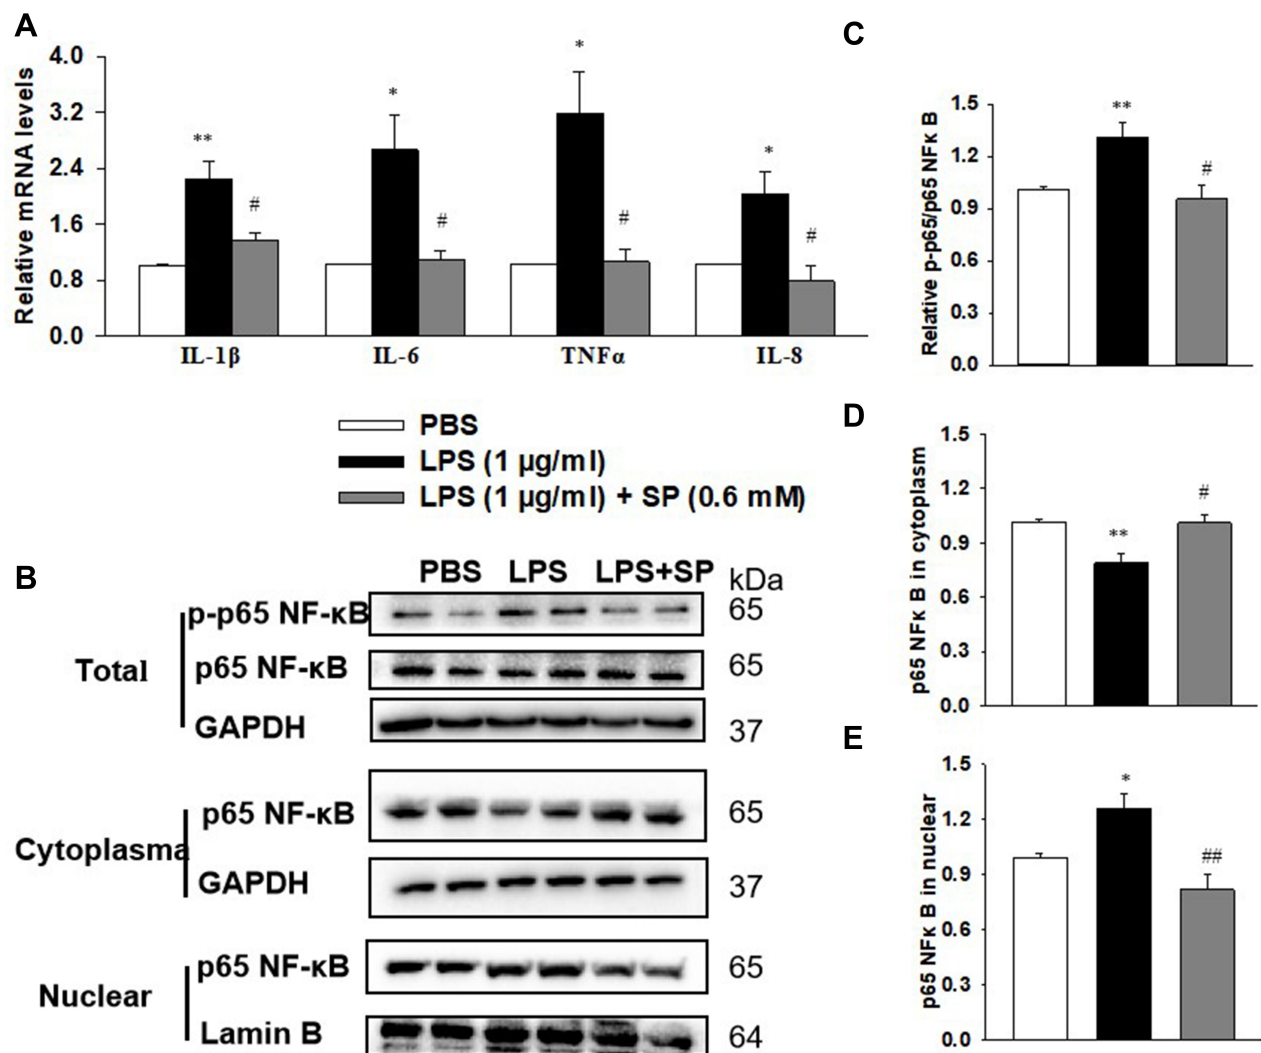 A
Relative mRNA levels
4.0
3.2
2.4
1.6
0.8
0.0
** #
* #
* #
* #
IL-1β IL-6 TNFα IL-8
PBS
LPS (1 µg/ml)
LPS (1 µg/ml) + SP (0.6 mM)
B
PBS LPS LPS+SP kDa
Total
p-p65 NF-κB 65
p65 NF-κB 65
GAPDH 37
Cytoplasma
p65 NF-κB 65
GAPDH 37
Nuclear
p65 NF-κB 65
Lamin B 64
C
Relative p-p65/p65 NFκ B
1.5
1.2
0.9
0.6
0.3
0.0
** #
D
p65 NFκ B in cytoplasm
1.5
1.2
0.9
0.6
0.3
0.0
** #
E
p65 NFκ B in nuclear
1.5
1.2
0.9
0.6
0.3
0.0
* ##